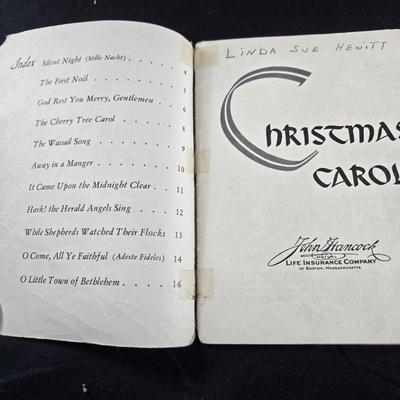 Index Silent Night (Stille Nacht) . . . . . 4
The First Noël . . . . . . . . 5
God Rest You Merry, Gentlemen . . 6
The Cherry Tree Carol . . . . .
The Wassail Song . . . . . .
Away in a Manger . . . . . . 10
It Came Upon the Midnight Clear . . . 11
Hark! the Herald Angels Sing . . . 12
While Shepherds Watched Their Flocks 13
O Come, All Ye Faithful (Adeste Fideles) 14
O Little Town of Bethlehem . . . . 16
LINDA SUE HEWITT
CHRISTMAS
CAROL
John Hancock
LIFE INSURANCE COMPANY
OF BOSTON, MASSACHUSETTS